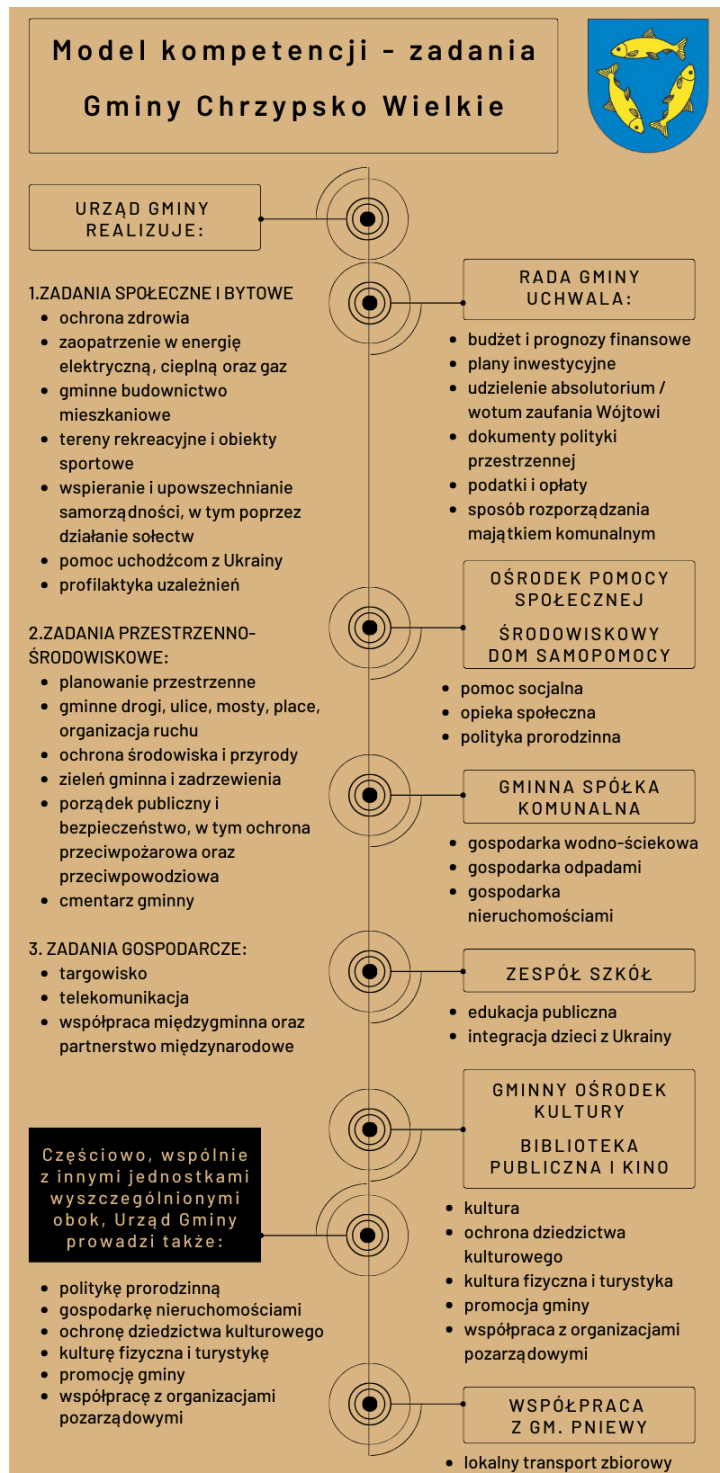 Model kompetencji - zadania
Gminy Chrzypsko Wielkie
URZĄD GMINY
REALIZUJE:
1.ZADANIA SPOŁECZNE I BYTOWE
• ochrona zdrowia
• zaopatrzenie w energię
elektryczną, cieplną oraz gaz
• gminne budownictwo
mieszkaniowe
• tereny rekreacyjne i obiekty
sportowe
• wspieranie i upowszechnianie
samorządności, w tym poprzez
działanie sołectw
• pomoc uchodźcom z Ukrainy
• profilaktyka uzależnień
2.ZADANIA PRZESTRZENNO-
ŚRODOWISKOWE:
• planowanie przestrzenne
• gminne drogi, ulice, mosty, place,
organizacja ruchu
• ochrona środowiska i przyrody
• zieleń gminna i zadrzewienia
• porządek publiczny i
bezpieczeństwo, w tym ochrona
przeciwpożarowa oraz
przeciwpowodziowa
• cmentarz gminny
3. ZADANIA GOSPODARCZE:
• targowisko
• telekomunikacja
• współpraca międzygminna oraz
partnerstwo międzynarodowe
Częściowo, wspólnie
z innymi jednostkami
wyszczególnionymi
obok, Urząd Gminy
prowadzi także:
• politykę prorodzinną
• gospodarkę nieruchomościami
• ochronę dziedzictwa kulturowego
• kulturę fizyczna i turystykę
• promocję gminy
• współpracę z organizacjami
pozarządowymi
RADA GMINY
UCHWALA:
• budżet i prognozy finansowe
• plany inwestycyjne
• udzielenie absolutorium /
wotum zaufania Wójtowi
• dokumenty polityki
przestrzennej
• podatki i opłaty
• sposób rozporządzania
majątkiem komunalnym
OŚRODEK POMOCY
SPOŁECZNEJ
ŚRODOWISKOWY
DOM SAMOPOMOCY
• pomoc socjalna
• opieka społeczna
• polityka prorodzinna
GMINNA SPÓŁKA
KOMUNALNA
• gospodarka wodno-ściekowa
• gospodarka odpadami
• gospodarka
nieruchomościami
ZESPÓŁ SZKÓŁ
• edukacja publiczna
• integracja dzieci z Ukrainy
GMINNY OŚRODEK
KULTURY
BIBLIOTEKA
PUBLICZNA I KINO
• kultura
• ochrona dziedzictwa
kulturowego
• kultura fizyczna i turystyka
• promocja gminy
• współpraca z organizacjami
pozarządowymi
WSPÓŁPRACA
Z GM. PNIEWY
• lokalny transport zbiorowy